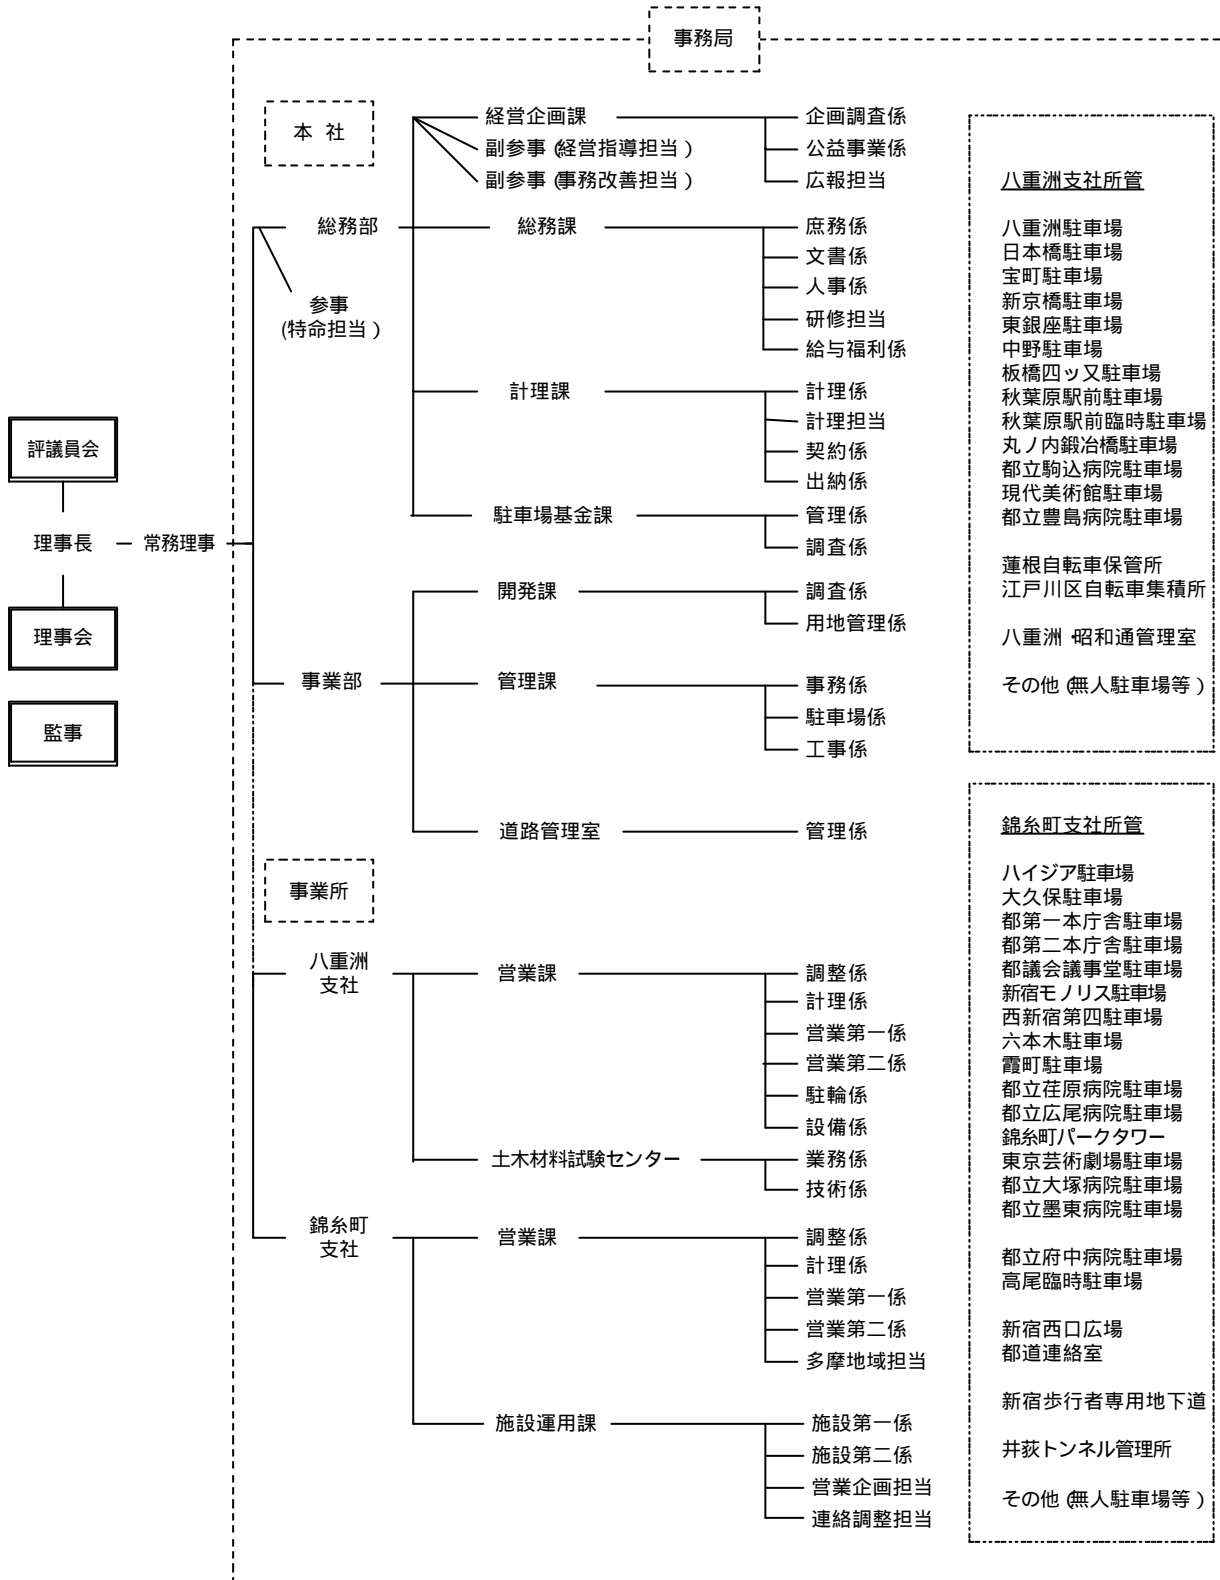 事務局
本 社
経営企画課
企画調査係
副参事(経営指導担当)
公益事業係
副参事(事務改善担当)
広報担当
総務部
総務課
庶務係
文書係
人事係
研修担当
給与福利係
参事
(特命担当)
計理課
計理係
計理担当
契約係
出納係
駐車場基金課
管理係
調査係
評議員会
理事長
常務理事
理事会
監事
開発課
調査係
用地管理係
事業部
管理課
事務係
駐車場係
工事係
道路管理室
管理係
事業所
八重洲
支社
営業課
調整係
計理係
営業第一係
営業第二係
駐輪係
設備係
土木材料試験センター
業務係
技術係
錦糸町
支社
営業課
調整係
計理係
営業第一係
営業第二係
多摩地域担当
施設運用課
施設第一係
施設第二係
営業企画担当
連絡調整担当
八重洲支社所管
八重洲駐車場
日本橋駐車場
宝町駐車場
新京橋駐車場
東銀座駐車場
中野駐車場
板橋四ッ又駐車場
秋葉原駅前駐車場
秋葉原駅前臨時駐車場
丸ノ内鍛冶橋駐車場
都立駒込病院駐車場
現代美術館駐車場
都立豊島病院駐車場
蓮根自転車保管所
江戸川区自転車集積所
八重洲・昭和通管理室
その他(無人駐車場等)
錦糸町支社所管
ハイジア駐車場
大久保駐車場
都第一本庁舎駐車場
都第二本庁舎駐車場
都議会議事堂駐車場
新宿モノリス駐車場
西新宿第四駐車場
六本木駐車場
霞町駐車場
都立荏原病院駐車場
都立広尾病院駐車場
錦糸町パークタワー
東京芸術劇場駐車場
都立大塚病院駐車場
都立墨東病院駐車場
都立府中病院駐車場
高尾臨時駐車場
新宿西口広場
都道連絡室
新宿歩行者専用地下道
井荻トンネル管理所
その他(無人駐車場等)